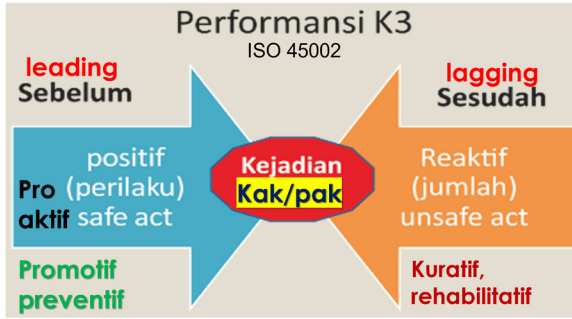 Performansi K3
ISO 45002
leading
Sebelum
lagging
Sesudah
positif
Pro (perilaku)
aktif safe act
Kejadian
Kak/pak
Reaktif
(jumlah)
unsafe act
Promotif
preventif
Kuratif,
rehabilitatif